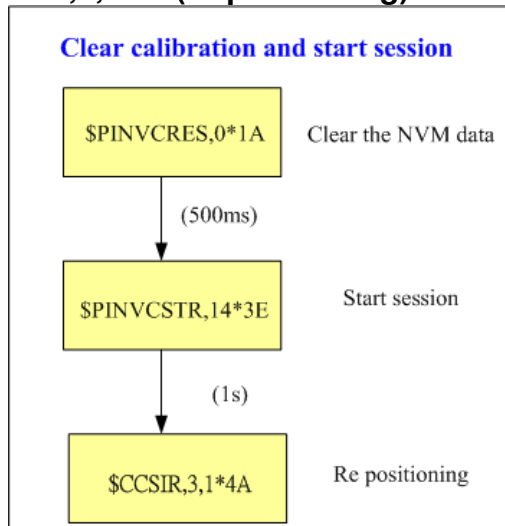 Clear calibration and start session
$PINVCRES,0*1A Clear the NVM data
(500ms)
$PINVCSTR,14*3E Start session
(1s)
$CCSIR,3,1*4A Re positioning